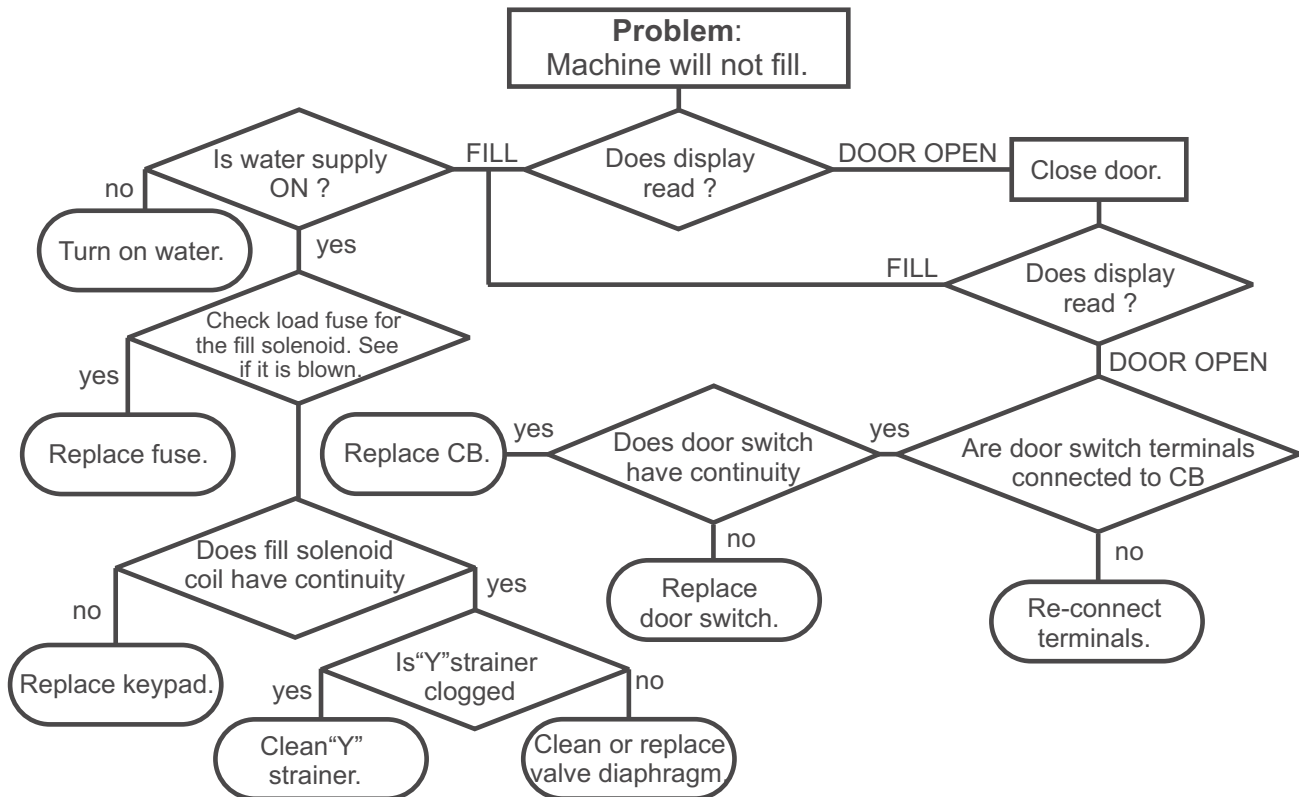 Problem:
Machine will not fill.
Is water supply
ON ?
FILL
Does display
read ?
DOOR OPEN
Close door.
no
Turn on water.
yes
FILL
Does display
read ?
Check load fuse for
the fill solenoid. See
if it is blown.
DOOR OPEN
yes
Replace fuse.
Replace CB.
yes
Does door switch
have continuity
yes
Are door switch terminals
connected to CB
no
Replace
door switch.
no
Re-connect
terminals.
Does fill solenoid
coil have continuity
yes
no
Replace keypad.
Is“Y”strainer
clogged
yes
no
Clean“Y”
strainer.
Clean or replace
valve diaphragm.